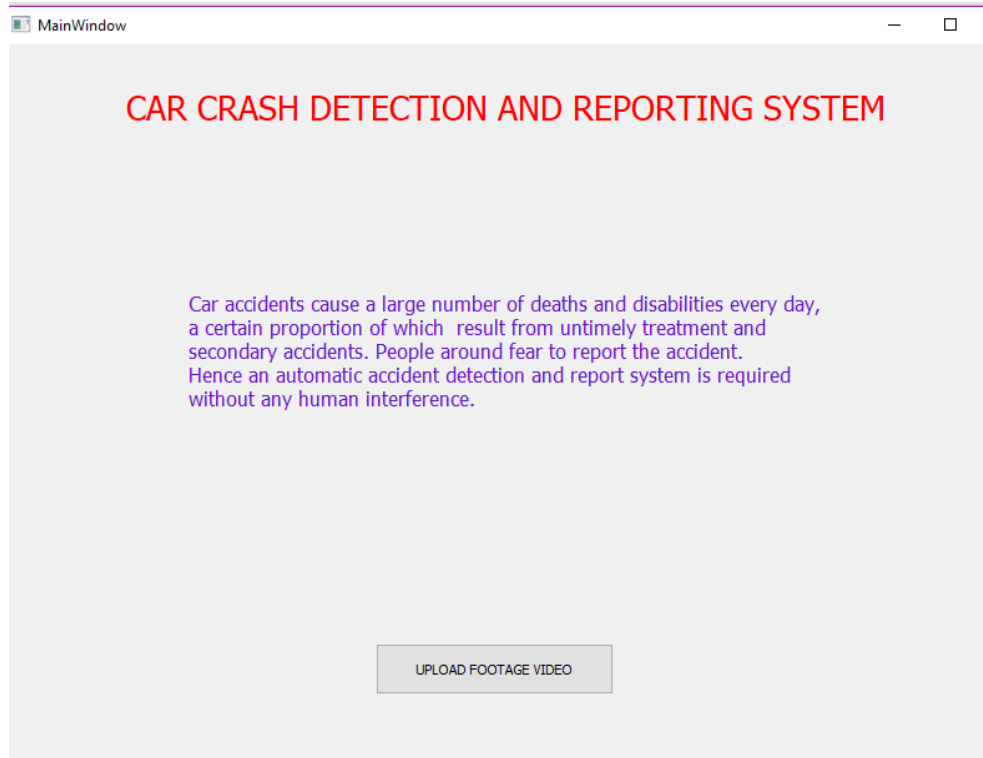 MainWindow
CAR CRASH DETECTION AND REPORTING SYSTEM
Car accidents cause a large number of deaths and disabilities every day,
a certain proportion of which  result from untimely treatment and
secondary accidents. People around fear to report the accident.
Hence an automatic accident detection and report system is required
without any human interference.
UPLOAD FOOTAGE VIDEO